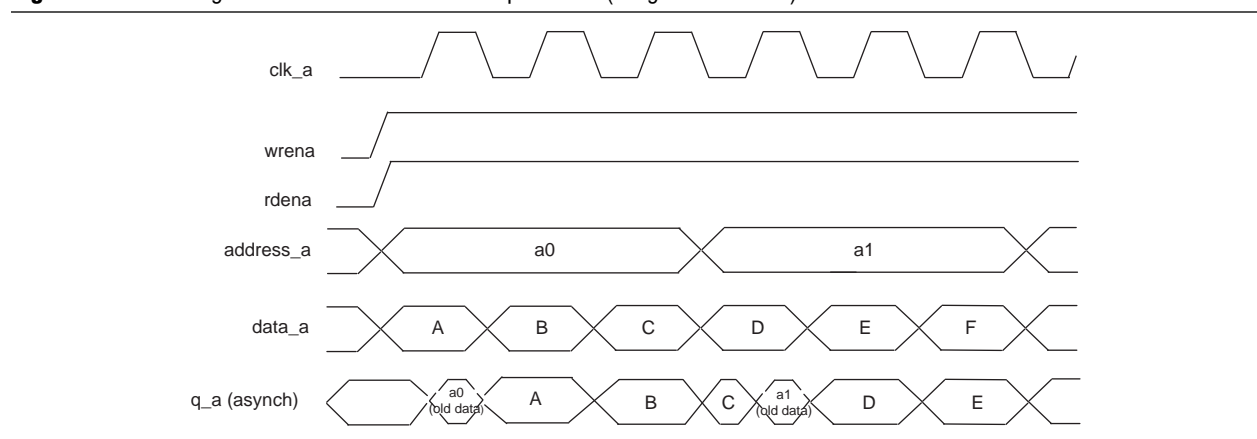 clk_a
wrena
rdena
address_a a0 a1
data_a A B C D E F
q_a (asynch) a0 (old data) A B C a1 (old data) D E